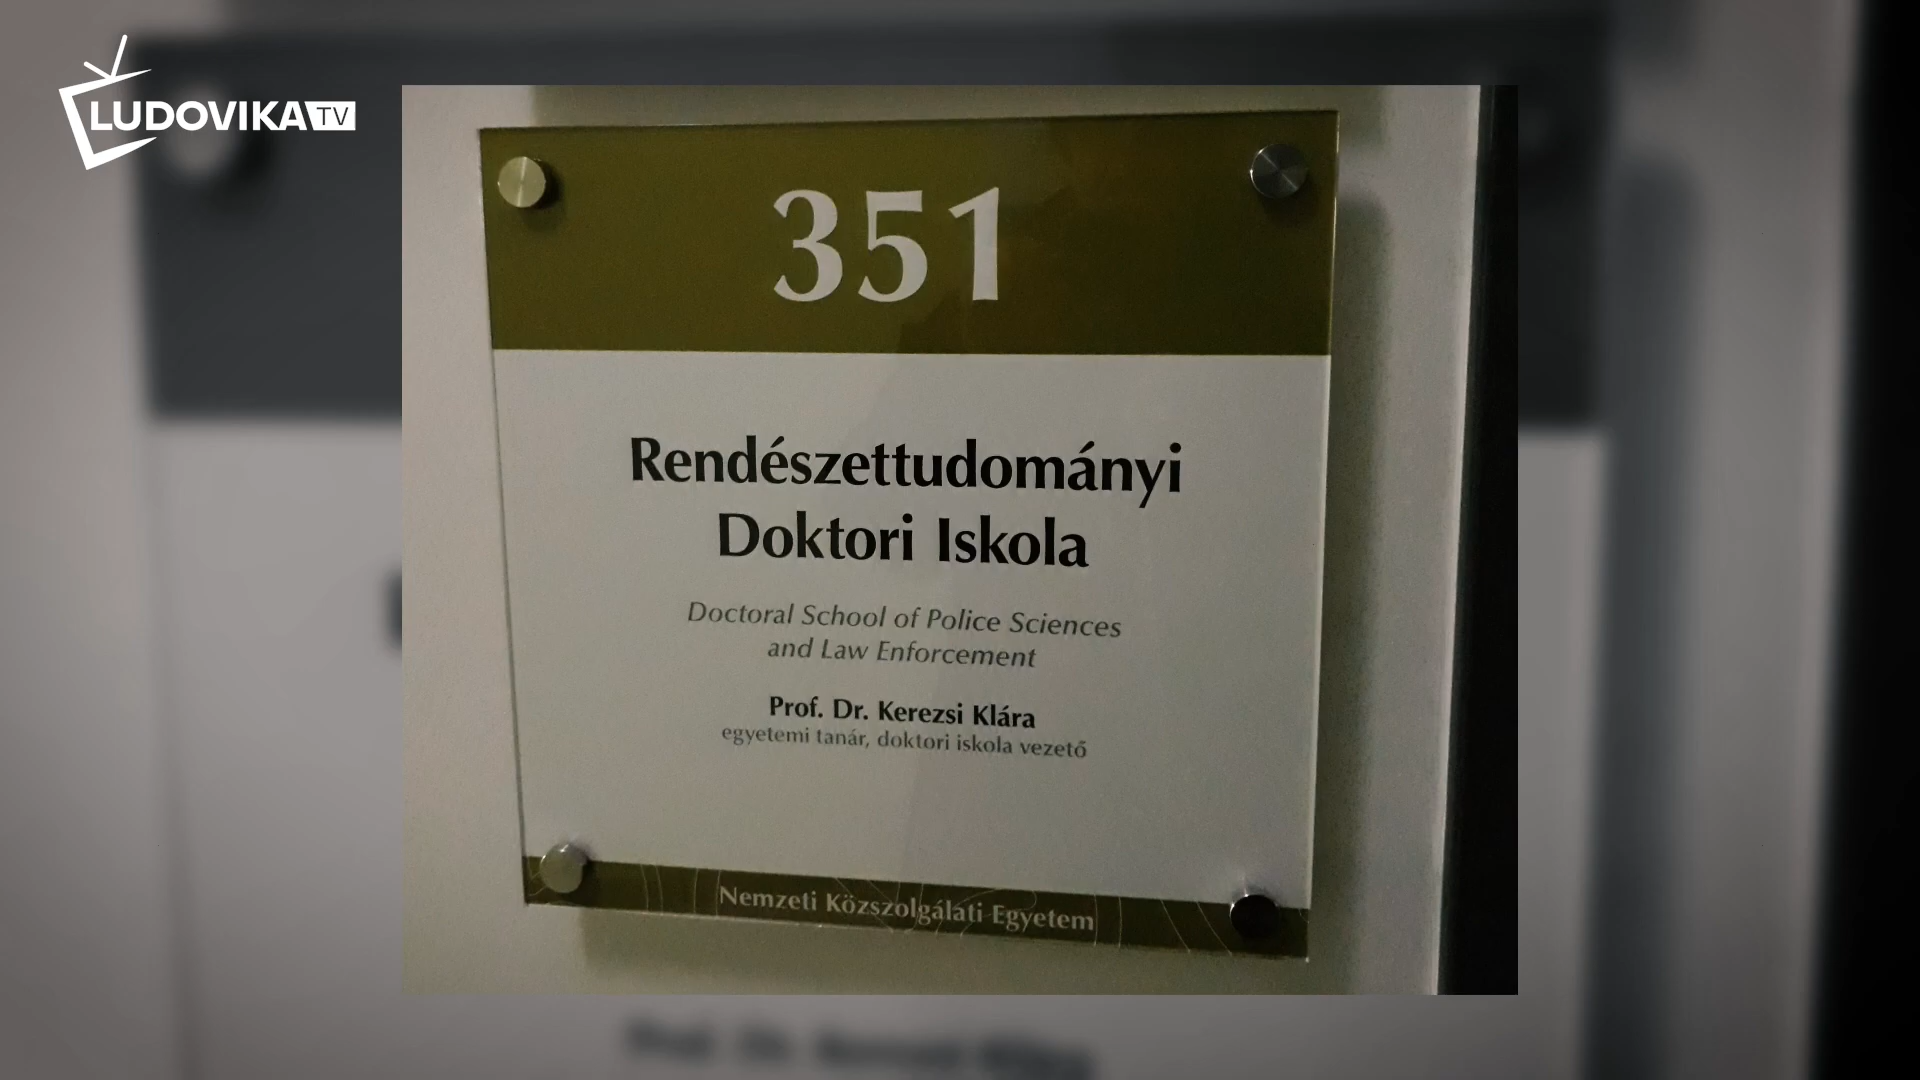 LUDOVIKA TV
351
Rendészettudományi
Doktori Iskola
Doctoral School of Police Sciences
and Law Enforcement
Prof. Dr. Kerezsi Klára
egyetemi tanár, doktori iskola vezető
Nemzeti Közszolgálati Egyetem